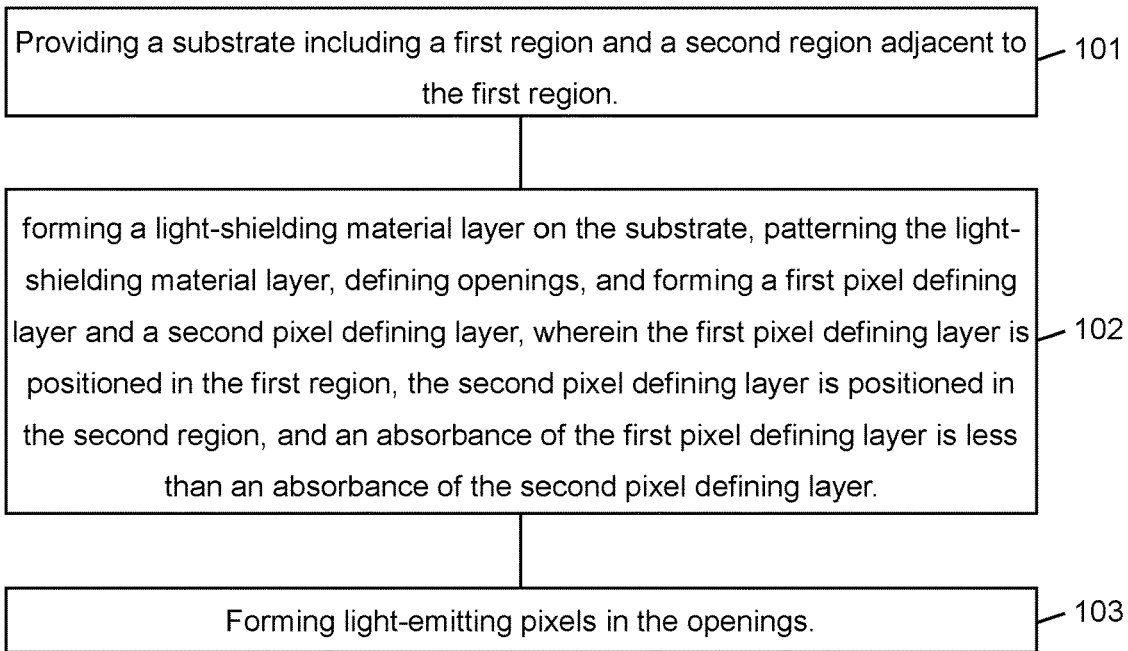 Providing a substrate including a first region and a second region adjacent to
the first region.
101
forming a light-shielding material layer on the substrate, patterning the light-
shielding material layer, defining openings, and forming a first pixel defining
layer and a second pixel defining layer, wherein the first pixel defining layer is
positioned in the first region, the second pixel defining layer is positioned in
the second region, and an absorbance of the first pixel defining layer is less
than an absorbance of the second pixel defining layer.
102
Forming light-emitting pixels in the openings.
103